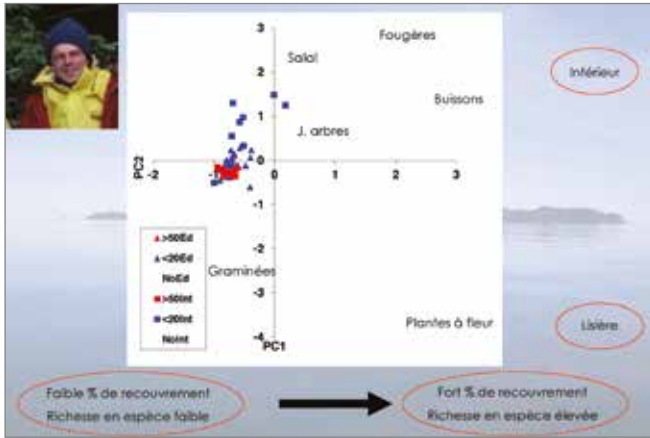 3
Fougères
Salal
2
Intérieur
Buissons
1
J. arbres
0
PC2
-2
-1
0
1
2
3
-1
>50Ed
<20Ed
-2
NoEd
Graminées
>50Int
-3
<20Int
Plantes à fleur
Lisière
NoInt
-4
PC1
Faible % de recouvrement
Richesse en espèce faible
Fort % de recouvrement
Richesse en espèce élevée